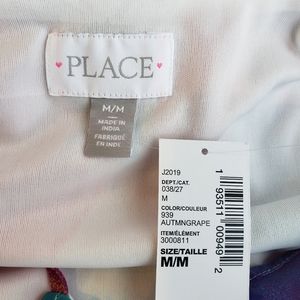 PLACE
M/M
MADE IN
INDIA
FABRIQUÉ
EN INDE
J2019
DEPT./CAT.
038/27
M
COLOR/COULEUR
939
AUTMNGRAPE
ITEM/ÉLÉMENT
3000811
SIZE/TAILLE
M/M
1 93511 00949 2